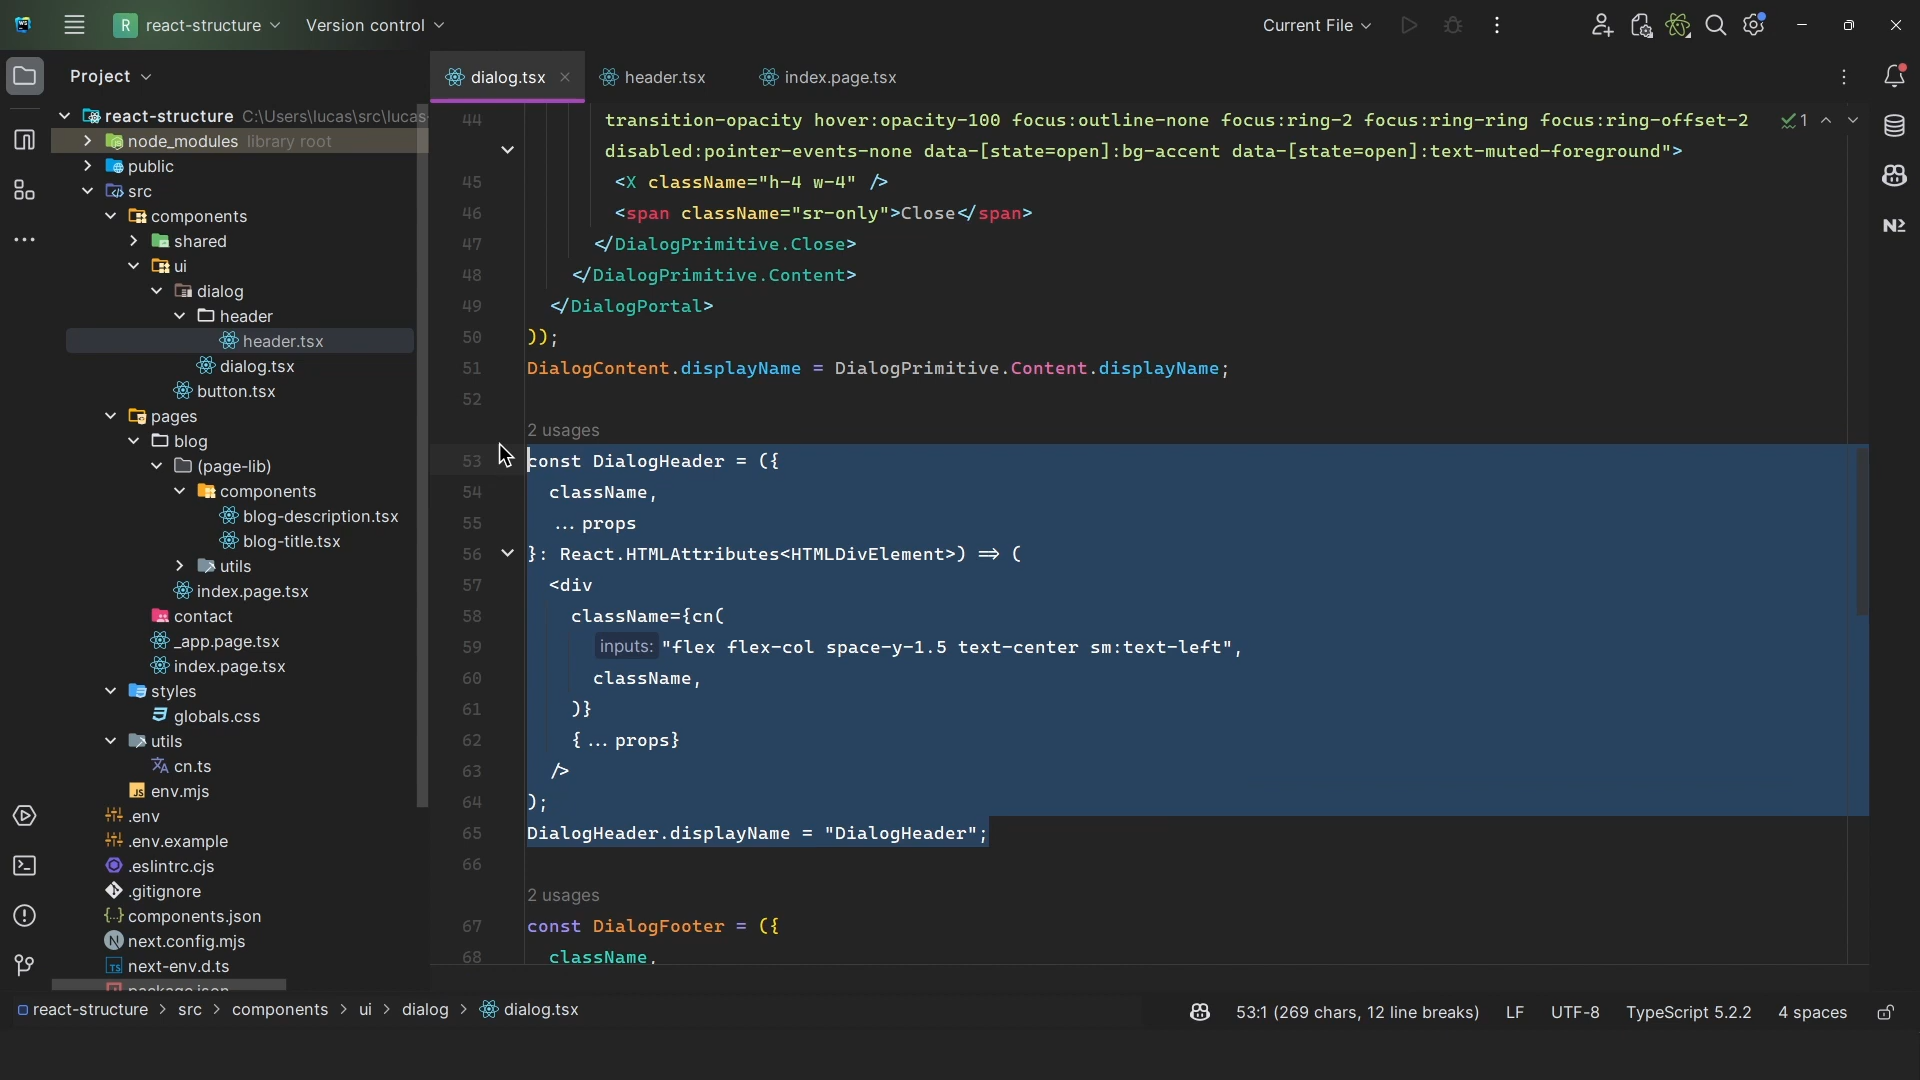 WS
R react-structure
Version control
Current File
Project
dialog.tsx
header.tsx
index.page.tsx
react-structure C:\Users\lucas\src\lucas
node_modules library root
public
src
components
shared
ui
dialog
header
header.tsx
dialog.tsx
button.tsx
pages
blog
(page-lib)
components
blog-description.tsx
blog-title.tsx
utils
index.page.tsx
contact
_app.page.tsx
index.page.tsx
styles
globals.css
utils
cn.ts
env.mjs
.env
.env.example
.eslintrc.cjs
.gitignore
components.json
next.config.mjs
next-env.d.ts
package.json
44 transition-opacity hover:opacity-100 focus:outline-none focus:ring-2 focus:ring-ring focus:ring-offset-2
1
disabled:pointer-events-none data-[state=open]:bg-accent data-[state=open]:text-muted-foreground">
45 <X className="h-4 w-4" />
46 <span className="sr-only">Close</span>
47 </DialogPrimitive.Close>
48 </DialogPrimitive.Content>
49 </DialogPortal>
50 ));
51 DialogContent.displayName = DialogPrimitive.Content.displayName;
52
2 usages
53 const DialogHeader = ({
54 className,
55 ...props
56 }: React.HTMLAttributes<HTMLDivElement>) => (
57 <div
58 className={cn(
59 inputs: "flex flex-col space-y-1.5 text-center sm:text-left",
60 className,
61 )}
62 {...props}
63 />
64 );
65 DialogHeader.displayName = "DialogHeader";
66
2 usages
67 const DialogFooter = ({
68 className,
react-structure > src > components > ui > dialog > dialog.tsx
53:1 (269 chars, 12 line breaks) LF UTF-8 TypeScript 5.2.2 4 spaces